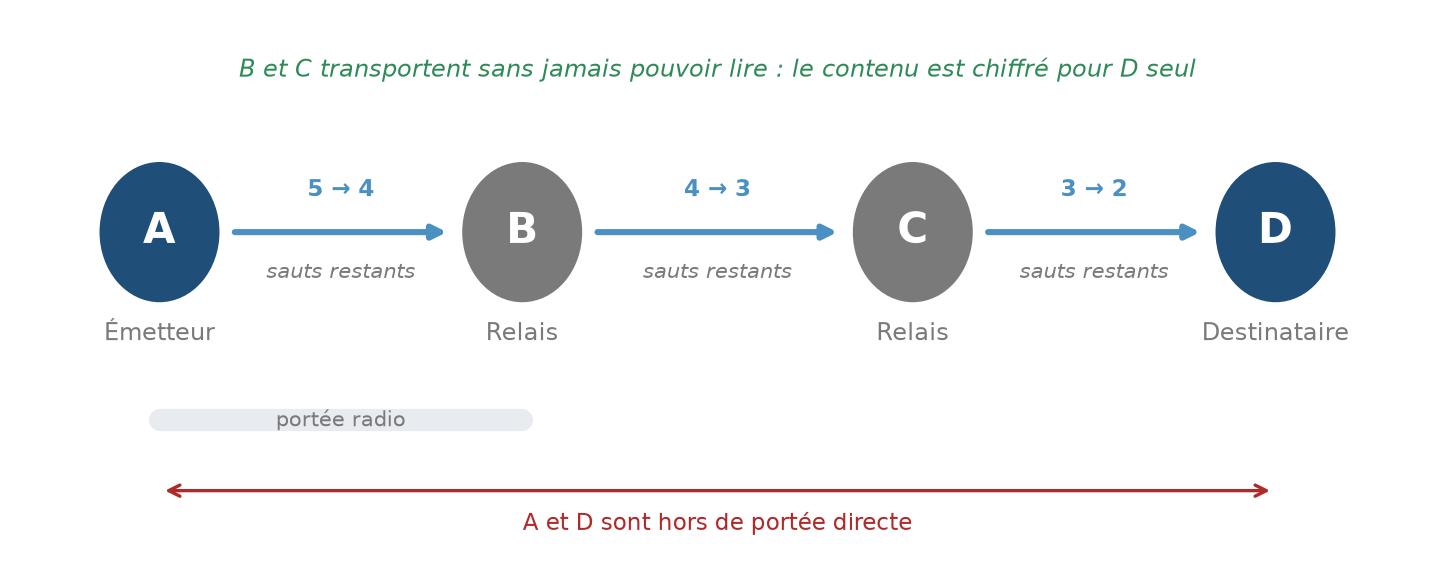 B et C transportent sans jamais pouvoir lire : le contenu est chiffré pour D seul
5 → 4
4 → 3
3 → 2
A
B
C
D
sauts restants
sauts restants
sauts restants
Émetteur
Relais
Relais
Destinataire
portée radio
A et D sont hors de portée directe